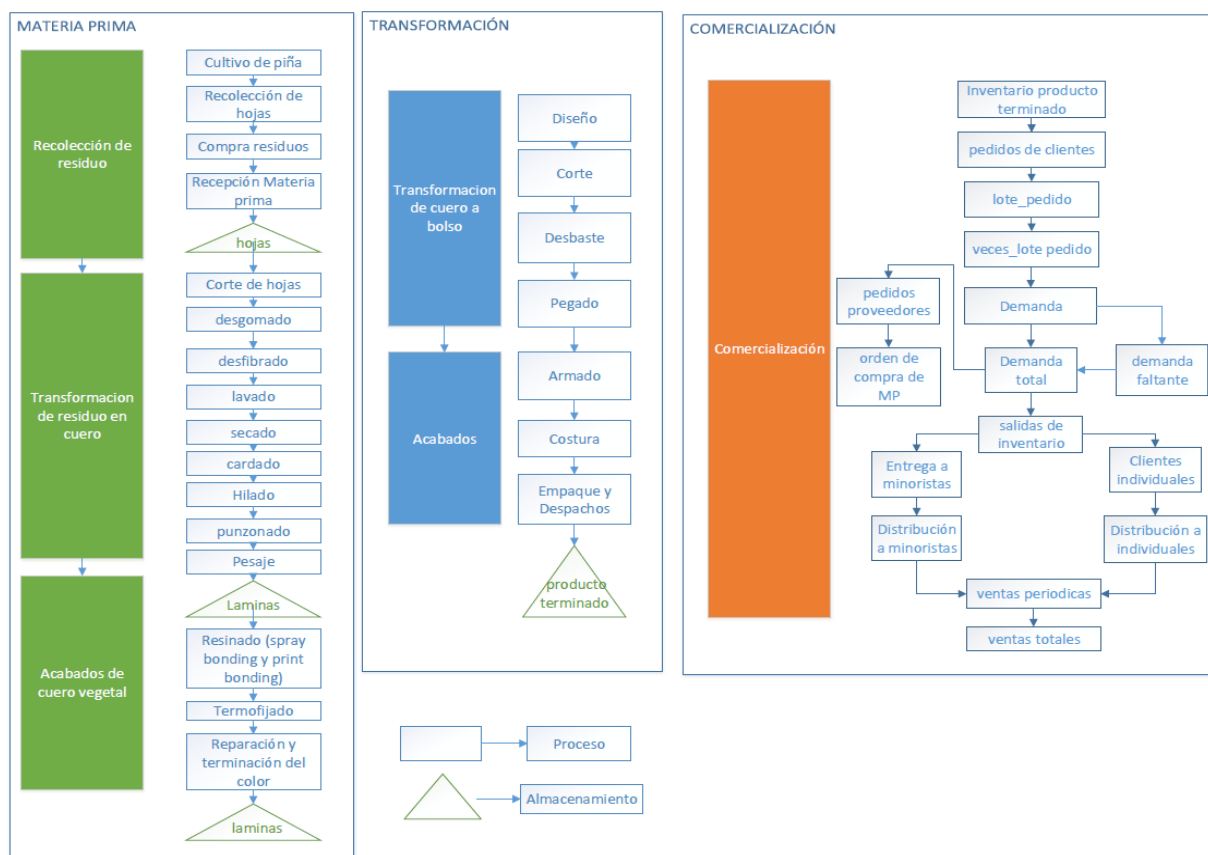 MATERIA PRIMA
Recolección de
residuo
Transformacion
de residuo en
cuero
Acabados de
cuero vegetal
Cultivo de piña
Recolección de
hojas
Compra residuos
Recepción Materia
prima
hojas
Corte de hojas
desgomado
desfibrado
lavado
secado
cardado
Hilado
punzonado
Pesaje
Laminas
Resinado (spray
bonding y print
bonding)
Termofijado
Reparación y
terminación del
color
laminas
TRANSFORMACIÓN
Transformacion
de cuero a
bolso
Acabados
Diseño
Corte
Desbaste
Pegado
Armado
Costura
Empaque y
Despachos
producto
terminado
Proceso
Almacenamiento
COMERCIALIZACIÓN
Comercialización
Inventario producto
terminado
pedidos de clientes
lote_pedido
veces_lote pedido
pedidos
proveedores
Demanda
orden de
compra de
MP
Demanda
total
demanda
faltante
salidas de
inventario
Entrega a
minoristas
Clientes
individuales
Distribución
a minoristas
Distribución a
individuales
ventas periodicas
ventas totales